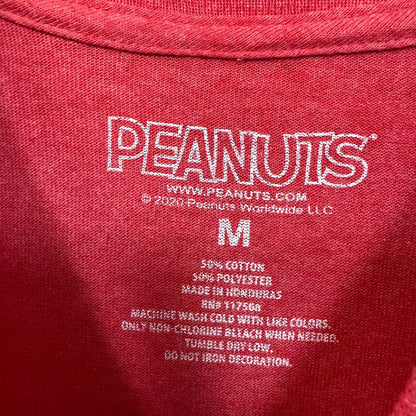 PEANUTS®
WWW.PEANUTS.COM
© 2020 Peanuts Worldwide LLC
M
50% COTTON
50% POLYESTER
MADE IN HONDURAS
RN# 117568
MACHINE WASH COLD WITH LIKE COLORS.
ONLY NON-CHLORINE BLEACH WHEN NEEDED.
TUMBLE DRY LOW.
DO NOT IRON DECORATION.